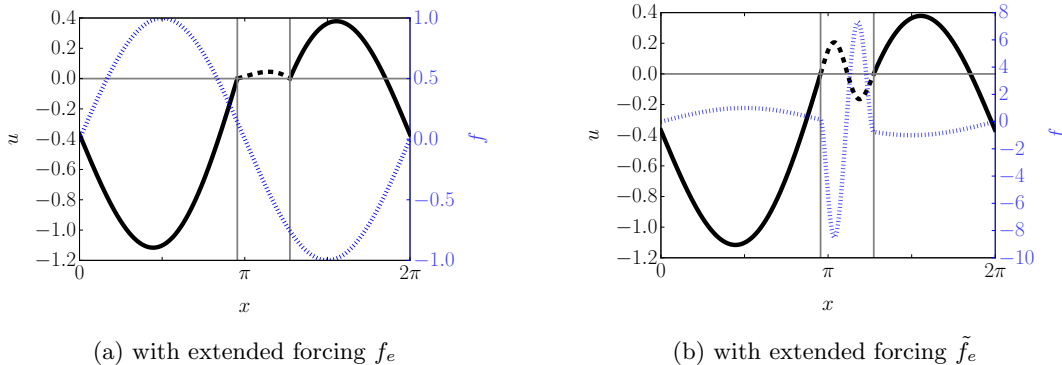 0.4
0.2
0.0
−0.2
−0.4
−0.6
−0.8
−1.0
−1.2
u
0
π
2π
x
1.0
0.5
0.0
−0.5
−1.0
f
(a) with extended forcing f_e
0.4
0.2
0.0
−0.2
−0.4
−0.6
−0.8
−1.0
−1.2
u
0
π
2π
x
8
6
4
2
0
−2
−4
−6
−8
−10
f
(b) with extended forcing f̃_e